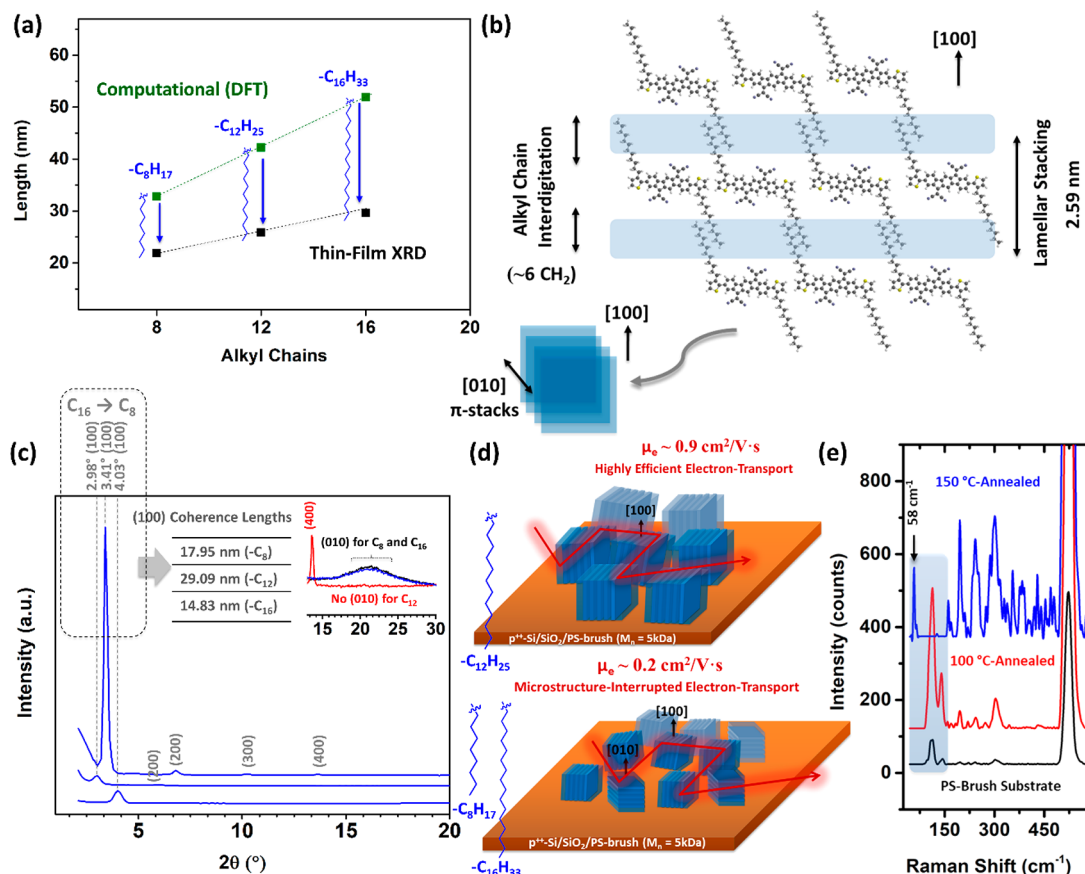 (a)
60
50
40
30
20
Length (nm)
Computational (DFT)
-C₈H₁₇
-C₁₂H₂₅
-C₁₆H₃₃
Thin-Film XRD
8
12
16
20
Alkyl Chains
(b)
[100]
Alkyl Chain
Interdigitation
(~6 CH₂)
Lamellar Stacking
2.59 nm
[100]
[010]
π-stacks
C₁₆ → C₈
2.98° (100)
3.41° (100)
4.03° (100)
(c)
(100) Coherence Lengths
17.95 nm (-C₈)
29.09 nm (-C₁₂)
14.83 nm (-C₁₆)
(400)
(010) for C₈ and C₁₆
No (010) for C₁₂
15
20
25
30
(200)
(200)
(300)
(400)
Intensity (a.u.)
5
10
15
20
2θ (°)
(d)
μₑ ~ 0.9 cm²/V·s
Highly Efficient Electron-Transport
[100]
p⁺⁺-Si/SiO₂/PS-brush (Mₙ = 5kDa)
-C₁₂H₂₅
μₑ ~ 0.2 cm²/V·s
Microstructure-Interrupted Electron-Transport
[100]
[010]
-C₈H₁₇
-C₁₆H₃₃
p⁺⁺-Si/SiO₂/PS-brush (Mₙ = 5kDa)
(e)
800
600
400
200
0
Intensity (counts)
58 cm⁻¹
150 °C-Annealed
100 °C-Annealed
PS-Brush Substrate
150
300
450
Raman Shift (cm⁻¹)